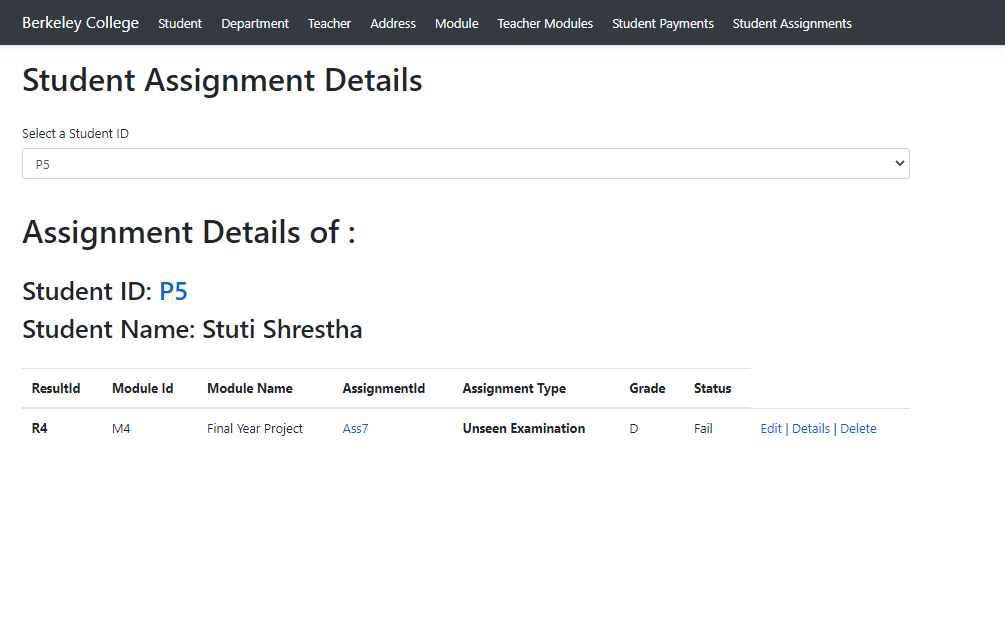 Berkeley College Student Department Teacher Address Module Teacher Modules Student Payments Student Assignments
Student Assignment Details
Select a Student ID
P5
Assignment Details of :
Student ID: P5
Student Name: Stuti Shrestha
ResultId Module Id Module Name AssignmentId Assignment Type Grade Status
R4 M4 Final Year Project Ass7 Unseen Examination D Fail Edit | Details | Delete